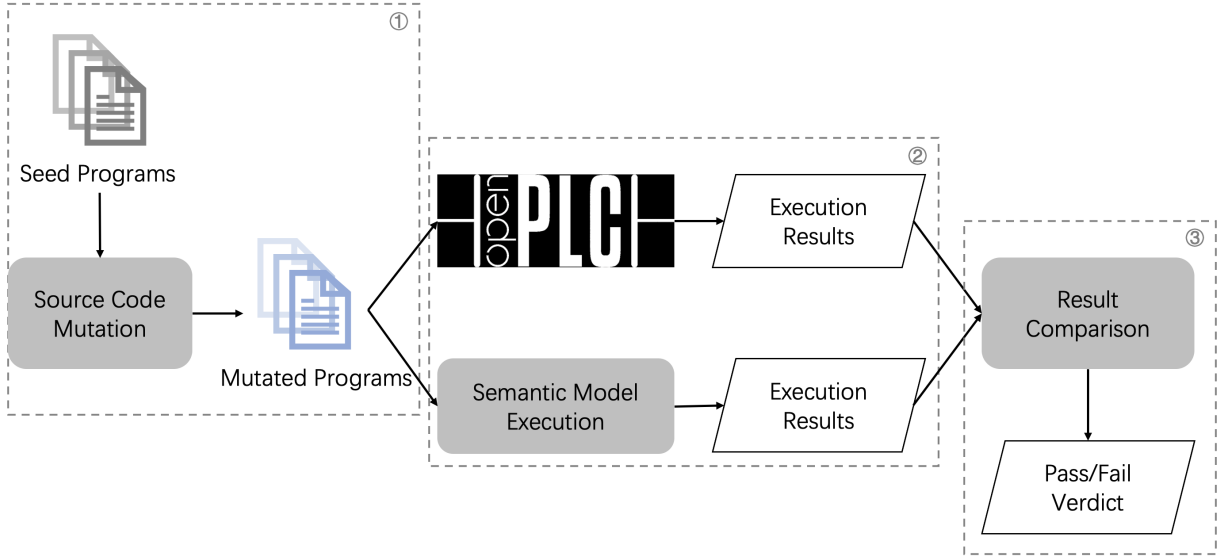 ①
Seed Programs
Source Code
Mutation
Mutated Programs
②
open
PLC
Execution
Results
Semantic Model
Execution
Execution
Results
③
Result
Comparison
Pass/Fail
Verdict